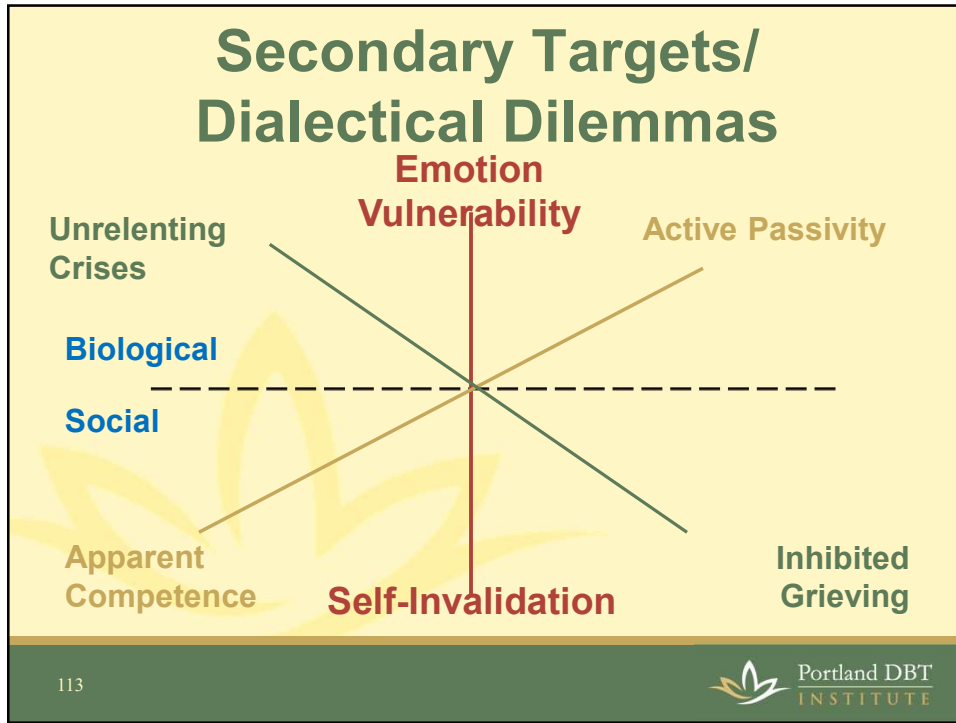 Secondary Targets/
Dialectical Dilemmas
Emotion
Vulnerability
Unrelenting
Crises
Active Passivity
Biological
Social
Apparent
Competence
Self-Invalidation
Inhibited
Grieving
113
Portland DBT
INSTITUTE